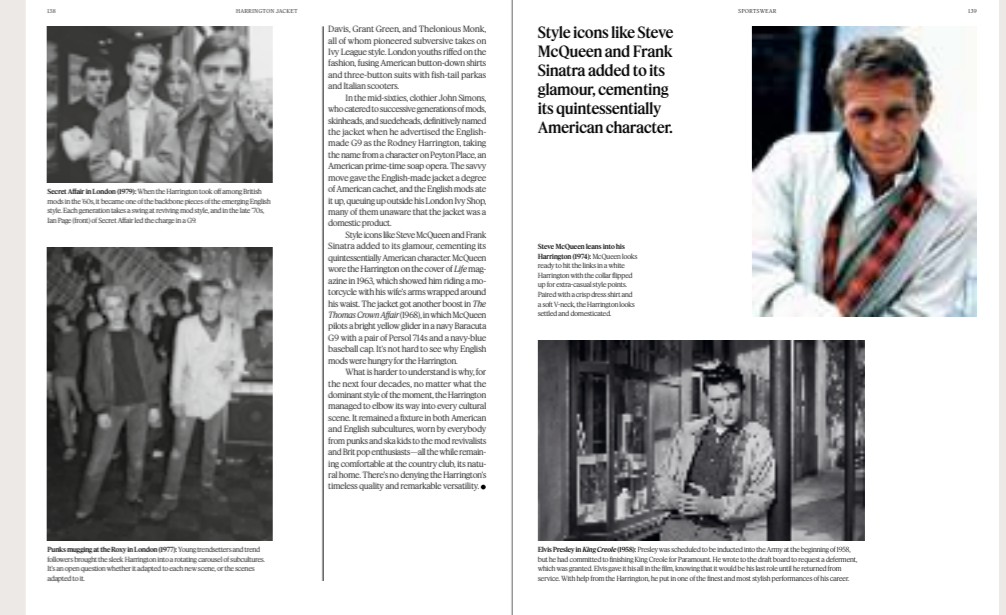 138
HARRINGTON JACKET
Secret Affair in London (1979): When the Harrington took off among British
mods in the '60s, it became one of the backbone pieces of the emerging English
style. Each generation takes a swing at reviving mod style, and in the late '70s,
Ian Page (front) of Secret Affair led the charge in a G9.
Punks mugging at the Roxy in London (1977): Young trendsetters and trend
followers brought the sleek Harrington into a rotating carousel of subcultures.
It's an open question whether it adapted to each new scene, or the scenes
adapted to it.
Davis, Grant Green, and Thelonious Monk,
all of whom pioneered subversive takes on
Ivy League style. London youths riffed on the
fashion, fusing American button-down shirts
and three-button suits with fish-tail parkas
and Italian scooters.
In the mid-sixties, clothier John Simons,
who catered to successive generations of mods,
skinheads, and suedeheads, definitively named
the jacket when he advertised the English-
made G9 as the Rodney Harrington, taking
the name from a character on Peyton Place, an
American prime-time soap opera. The savvy
move gave the English-made jacket a degree
of American cachet, and the English mods ate
it up, queuing up outside his London Ivy Shop,
many of them unaware that the jacket was a
domestic product.
Style icons like Steve McQueen and Frank
Sinatra added to its glamour, cementing its
quintessentially American character. McQueen
wore the Harrington on the cover of Life mag-
azine in 1963, which showed him riding a mo-
torcycle with his wife's arms wrapped around
his waist. The jacket got another boost in The
Thomas Crown Affair (1968), in which McQueen
pilots a bright yellow glider in a navy Baracuta
G9 with a pair of Persol 714s and a navy-blue
baseball cap. It's not hard to see why English
mods were hungry for the Harrington.
What is harder to understand is why, for
the next four decades, no matter what the
dominant style of the moment, the Harrington
managed to elbow its way into every cultural
scene. It remained a fixture in both American
and English subcultures, worn by everybody
from punks and ska kids to the mod revivalists
and Brit pop enthusiasts—all the while remain-
ing comfortable at the country club, its natu-
ral home. There's no denying the Harrington's
timeless quality and remarkable versatility. ●
SPORTSWEAR
139
Style icons like Steve
McQueen and Frank
Sinatra added to its
glamour, cementing
its quintessentially
American character.
Steve McQueen leans into his
Harrington (1974): McQueen looks
ready to hit the links in a white
Harrington with the collar flipped
up for extra-casual style points.
Paired with a crisp dress shirt and
a soft V-neck, the Harrington looks
settled and domesticated.
Elvis Presley in King Creole (1958): Presley was scheduled to be inducted into the Army at the beginning of 1958,
but he had committed to finishing King Creole for Paramount. He wrote to the draft board to request a deferment,
which was granted. Elvis gave it his all in the film, knowing that it would be his last role until he returned from
service. With help from the Harrington, he put in one of the finest and most stylish performances of his career.